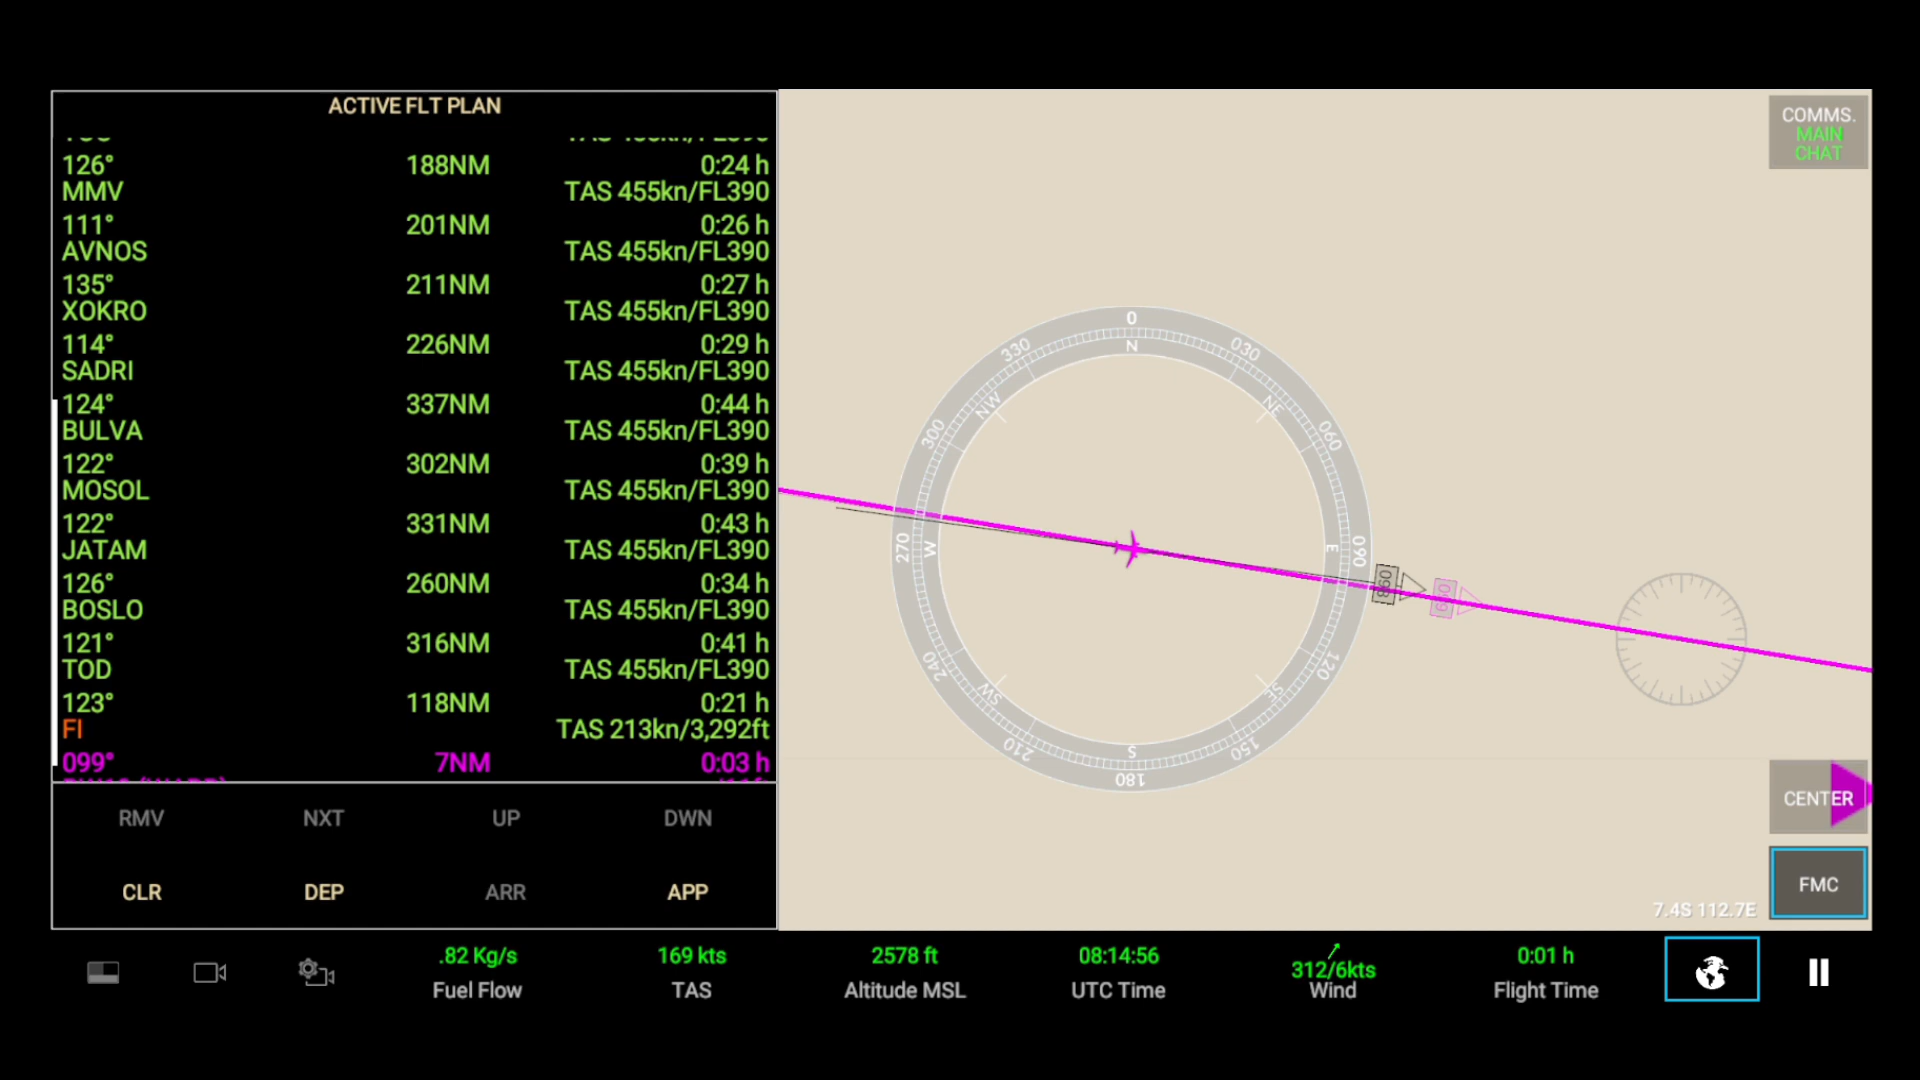 ACTIVE FLT PLAN
126° 188NM 0:24 h
MMV TAS 455kn/FL390
111° 201NM 0:26 h
AVNOS TAS 455kn/FL390
135° 211NM 0:27 h
XOKRO TAS 455kn/FL390
114° 226NM 0:29 h
SADRI TAS 455kn/FL390
124° 337NM 0:44 h
BULVA TAS 455kn/FL390
122° 302NM 0:39 h
MOSOL TAS 455kn/FL390
122° 331NM 0:43 h
JATAM TAS 455kn/FL390
126° 260NM 0:34 h
BOSLO TAS 455kn/FL390
121° 316NM 0:41 h
TOD TAS 455kn/FL390
123° 118NM 0:21 h
FI TAS 213kn/3,292ft
099° 7NM 0:03 h
RMV NXT UP DWN
CLR DEP ARR APP
COMMS.
MAIN
CHAT
0
030
060
090
120
150
180
210
240
270
300
330
N
NE
E
SE
S
SW
W
NW
098
099
CENTER
FMC
7.4S 112.7E
.82 Kg/s 169 kts 2578 ft 08:14:56 312/6kts 0:01 h
Fuel Flow TAS Altitude MSL UTC Time Wind Flight Time